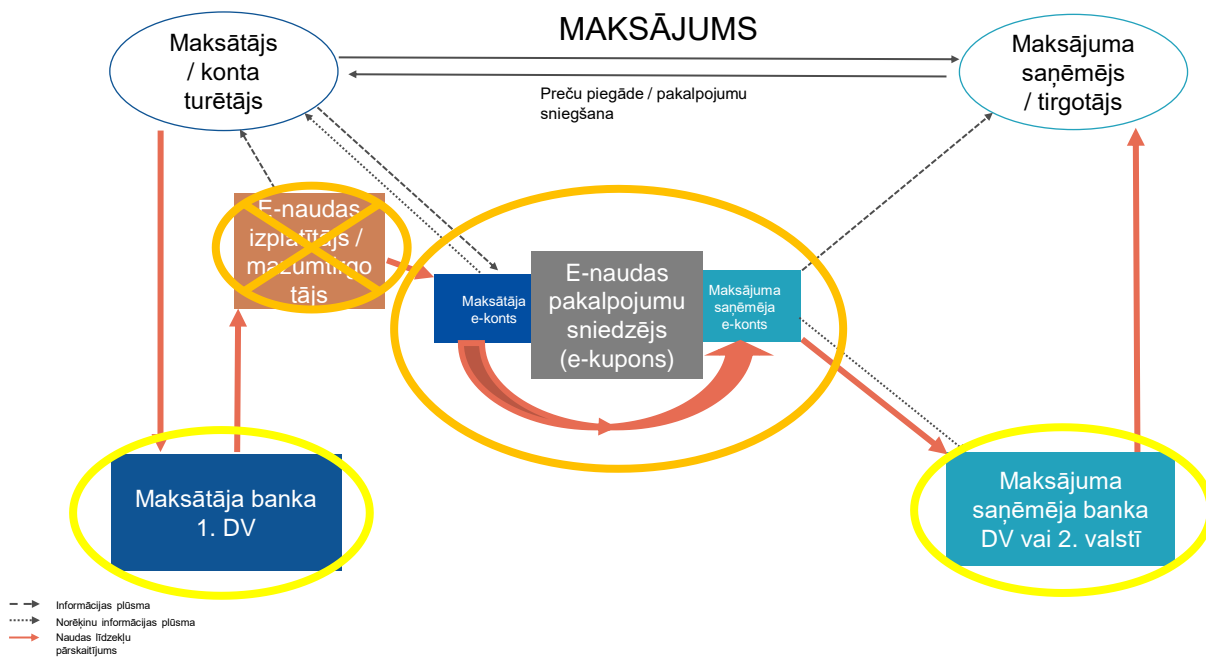 MAKSĀJUMS
Maksātājs
/ konta
turētājs
Maksājuma
saņēmējs
/ tirgotājs
Preču piegāde / pakalpojumu
sniegšana
E-naudas
izplatītājs /
mazumtirgo
tājs
Maksātāja
e-konts
E-naudas
pakalpojumu
sniedzējs
(e-kupons)
Maksājuma
saņēmēja
e-konts
Maksātāja banka
1. DV
Maksājuma
saņēmēja banka
DV vai 2. valstī
Informācijas plūsma
Norēķinu informācijas plūsma
Naudas līdzekļu
pārskaitījums